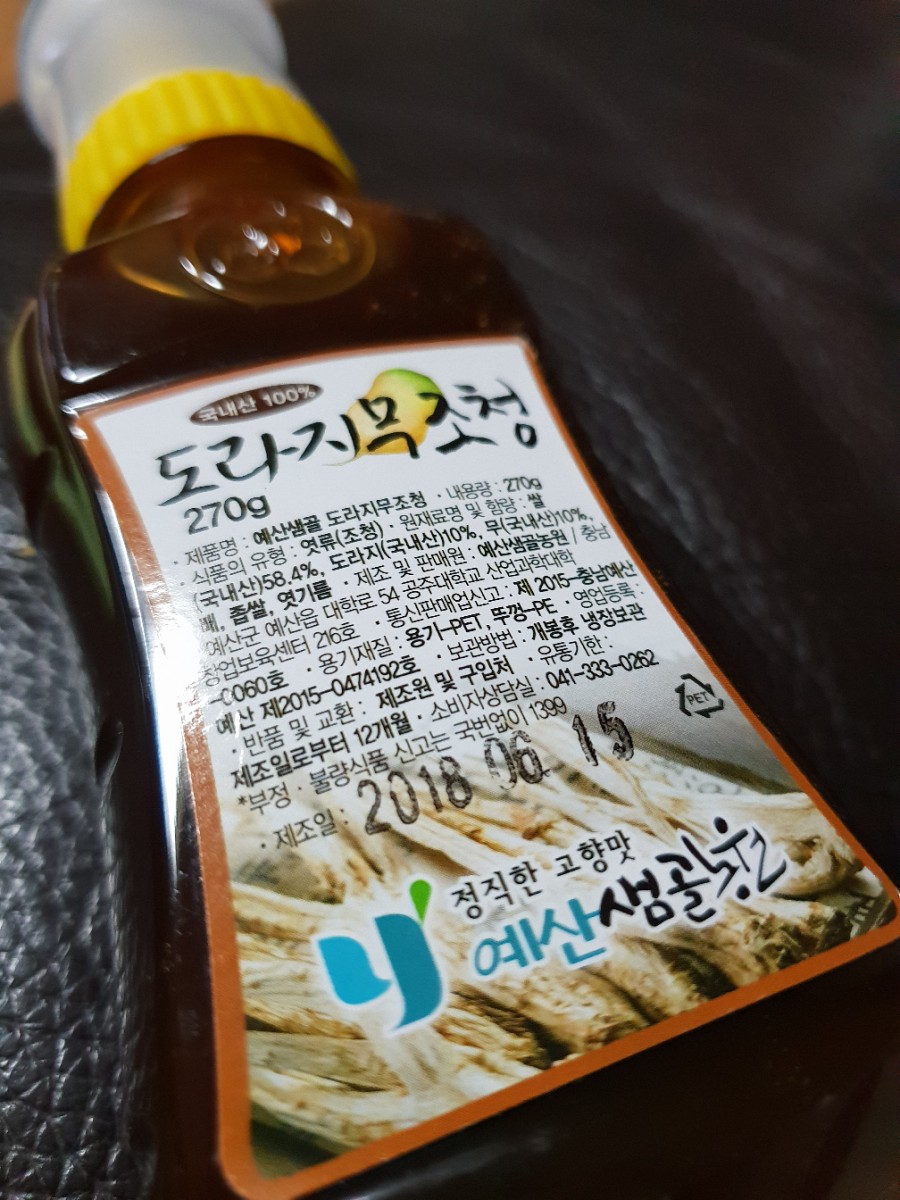 국내산 100%
도라지무조청
270g
· 제품명 : 예산샘골 도라지무조청 · 내용량 : 270g
· 식품의 유형 : 엿류(조청) · 원재료명 및 함량 : 쌀
(국내산)58.4%, 도라지(국내산)10%, 무(국내산)10%,
배, 좁쌀, 엿기름 · 제조 및 판매원 : 예산샘골농원 / 충남
예산군 예산읍 대학로 54 공주대학교 산업과학대학
창업보육센터 216호 · 통신판매업신고 : 제 2015-충남예산
-0060호 · 용기재질 : 용기-PET, 뚜껑-PE · 영업등록 :
예산 제2015-0474192호 · 보관방법 : 개봉후 냉장보관
· 반품 및 교환 : 제조원 및 구입처 · 유통기한 :
제조일로부터 12개월 · 소비자상담실 : 041-333-0262
*부정 · 불량식품 신고는 국번없이 1399
· 제조일 : 2018 06. 15
PET
정직한 고향맛
예산샘골농원